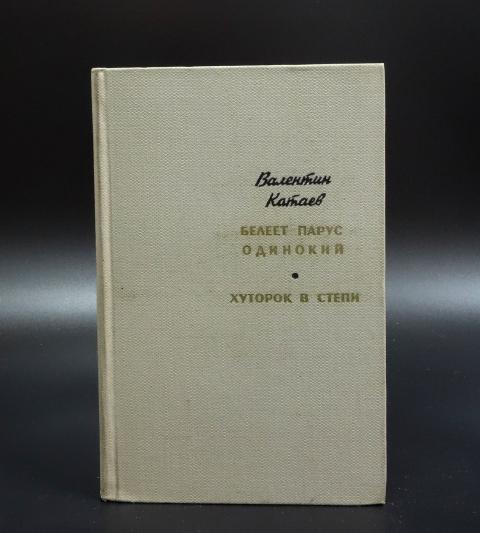 Валентин
Катаев
БЕЛЕЕТ ПАРУС
ОДИНОКИЙ
•
ХУТОРОК В СТЕПИ